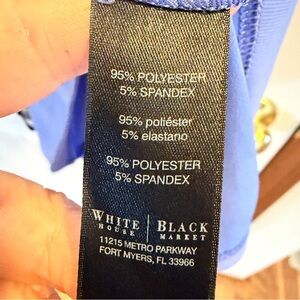 95% POLYESTER
5% SPANDEX
95% poliéster
5% elastano
95% POLYESTER
5% SPANDEX
WHITE HOUSE | BLACK MARKET
11215 METRO PARKWAY
FORT MYERS, FL 33966